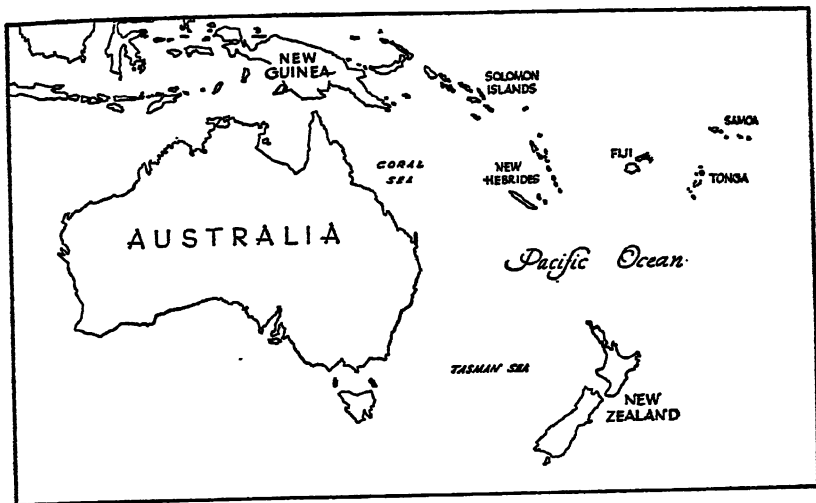 NEW
GUINEA
SOLOMON
ISLANDS
SAMOA
CORAL
SEA
NEW
HEBRIDES
FIJI
TONGA
AUSTRALIA
Pacific Ocean
TASMAN SEA
NEW
ZEALAND